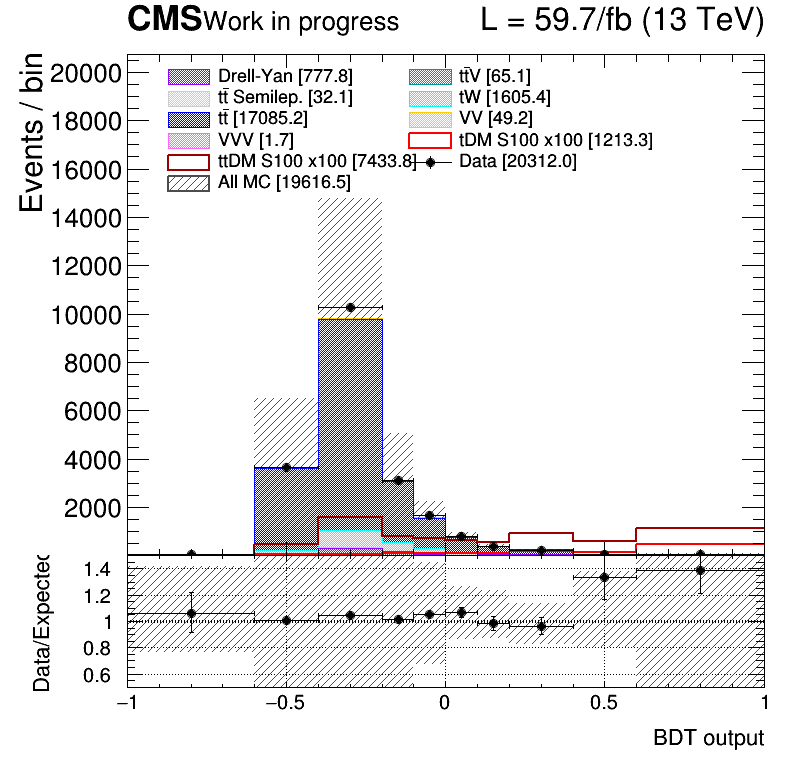 CMS Work in progress L = 59.7/fb (13 TeV)
Events / bin
20000
18000
16000
14000
12000
10000
8000
6000
4000
2000
Drell-Yan [777.8]
tt̄V [65.1]
tt̄ Semilep. [32.1]
tW [1605.4]
tt̄ [17085.2]
VV [49.2]
VVV [1.7]
tDM S100 x100 [1213.3]
ttDM S100 x100 [7433.8]
Data [20312.0]
All MC [19616.5]
Data/Expected
1.4
1.2
1
0.8
0.6
−1 −0.5 0 0.5 1
BDT output